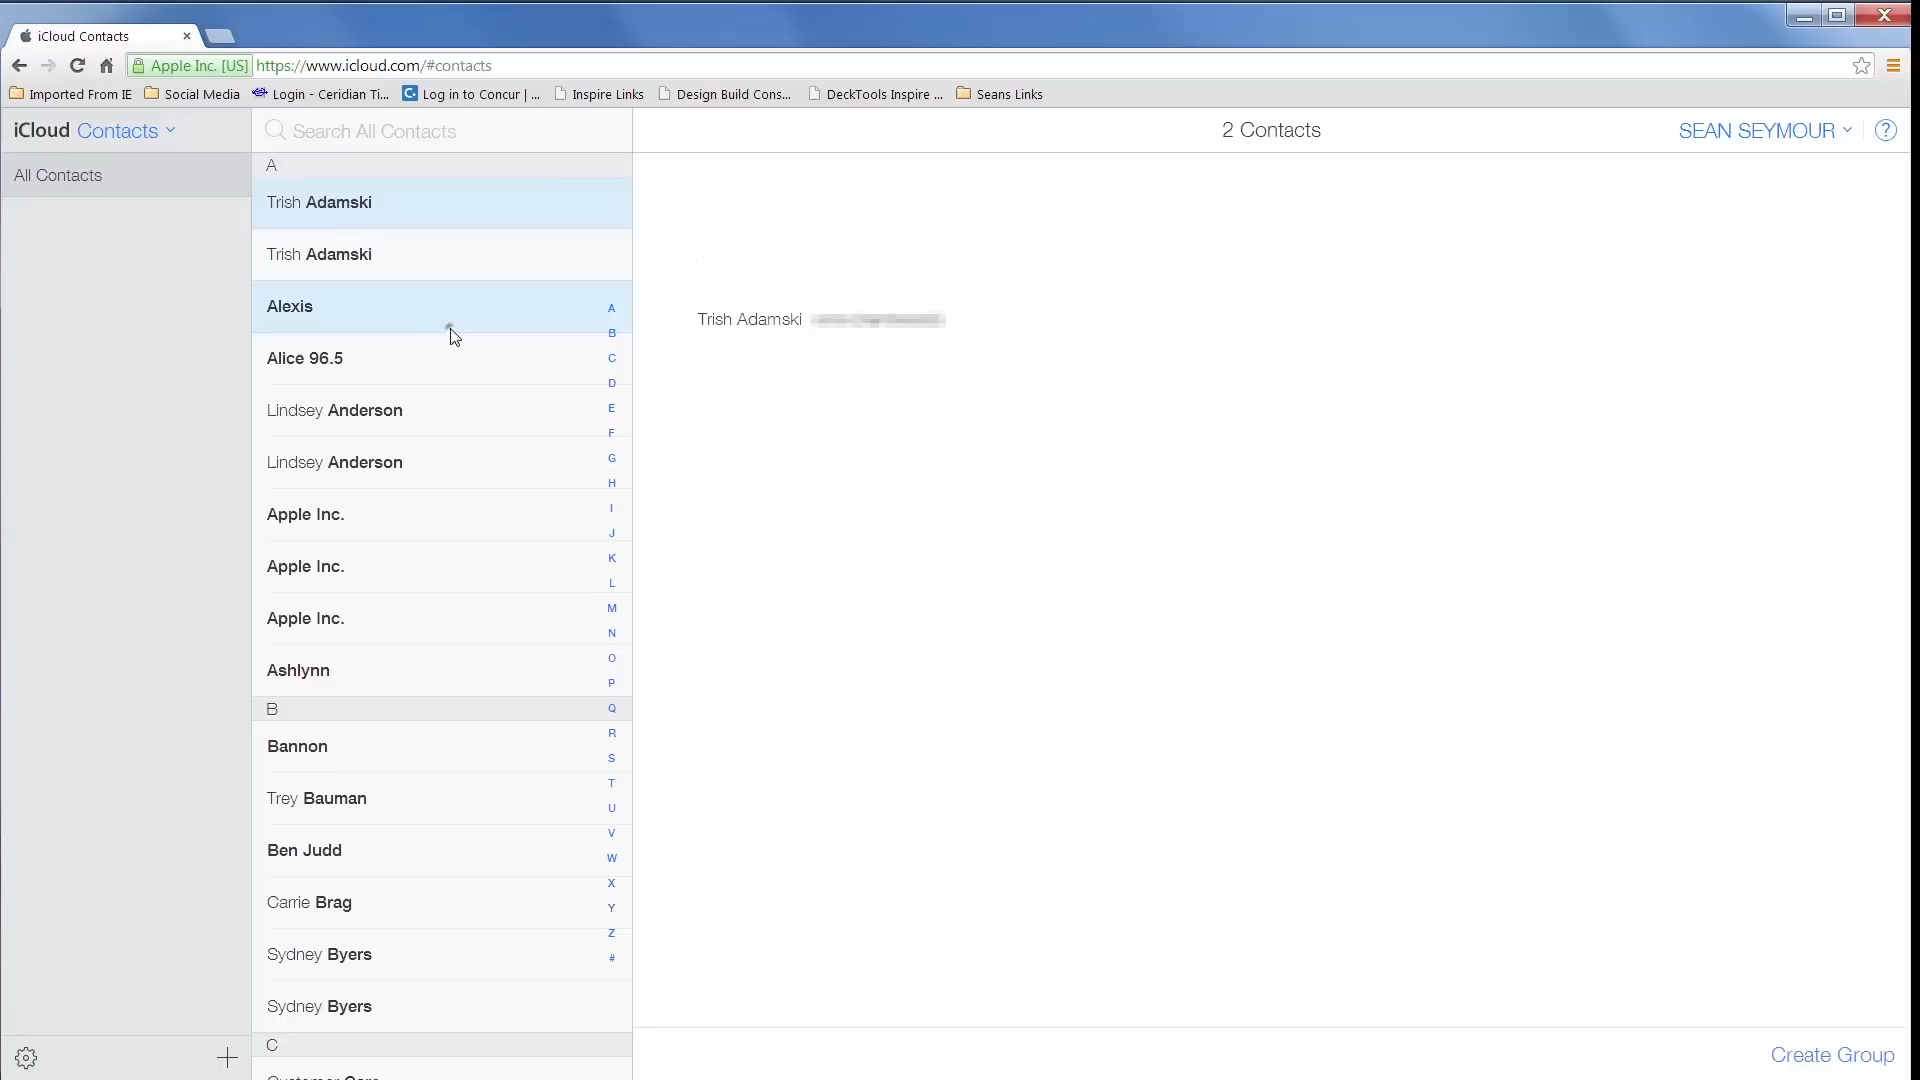 iCloud Contacts
Apple Inc. [US] https://www.icloud.com/#contacts
Imported From IE Social Media Login - Ceridian Ti... Log in to Concur | ... Inspire Links Design Build Cons... DeckTools Inspire ... Seans Links
iCloud Contacts
Search All Contacts
2 Contacts
SEAN SEYMOUR
?
All Contacts
A
Trish Adamski
Trish Adamski
Alexis
Alice 96.5
Lindsey Anderson
Lindsey Anderson
Apple Inc.
Apple Inc.
Apple Inc.
Ashlynn
B
Bannon
Trey Bauman
Ben Judd
Carrie Brag
Sydney Byers
Sydney Byers
C
A
B
C
D
E
F
G
H
I
J
K
L
M
N
O
P
Q
R
S
T
U
V
W
X
Y
Z
#
Trish Adamski
Create Group